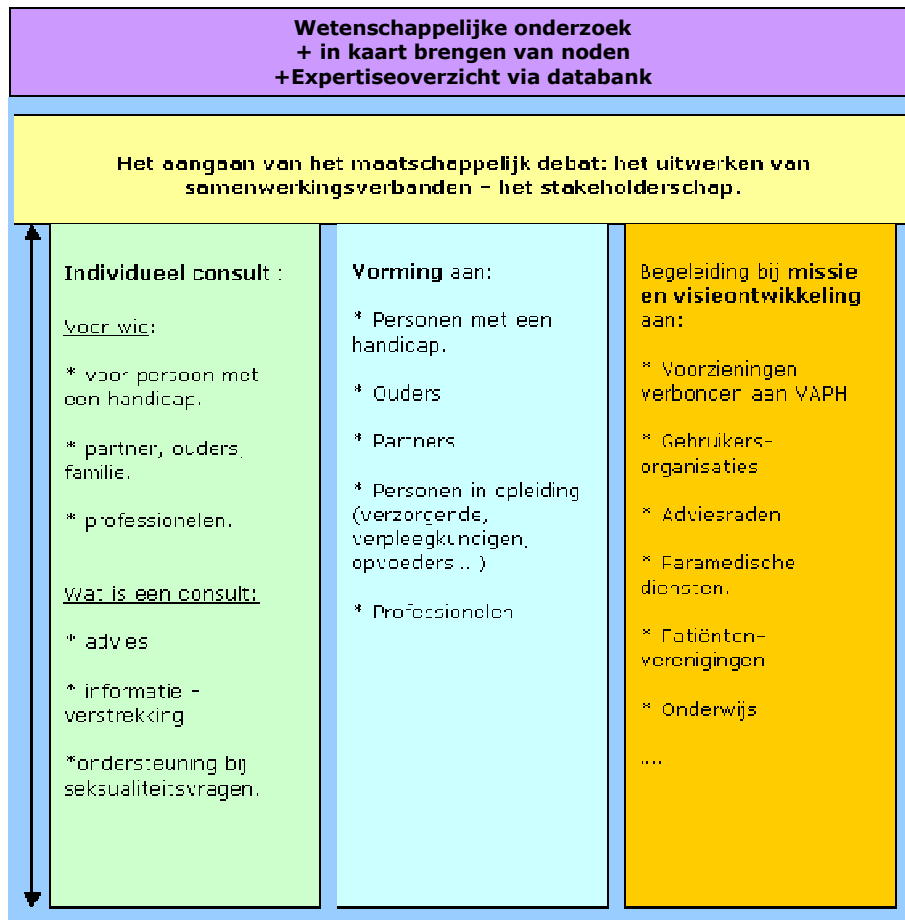 Wetenschappelijke onderzoek
+ in kaart brengen van noden
+Expertiseoverzicht via databank
Het aangaan van het maatschappelijk debat: het uitwerken van
samenwerkingsverbanden – het stakeholderschap.
Individueel consult :
Voor wie:
* voor persoon met
een handicap.
* partner, ouders,
familie.
* professionelen.
Wat is een consult:
* advies
* informatie –
verstrekking
*ondersteuning bij
seksualiteitsvragen.
Vorming aan:
* Personen met een
handicap.
* Ouders
* Partners
* Personen in opleiding
(verzorgende,
verpleegkundigen,
opvoeders...)
* Professionelen
Begeleiding bij missie
en visieontwikkeling
aan:
* Voorzieningen
verbonden aan VAPH
* Gebruikers-
organisaties
* Adviesraden
* Paramedische
diensten.
* Patiënten-
verenigingen
* Onderwijs
....